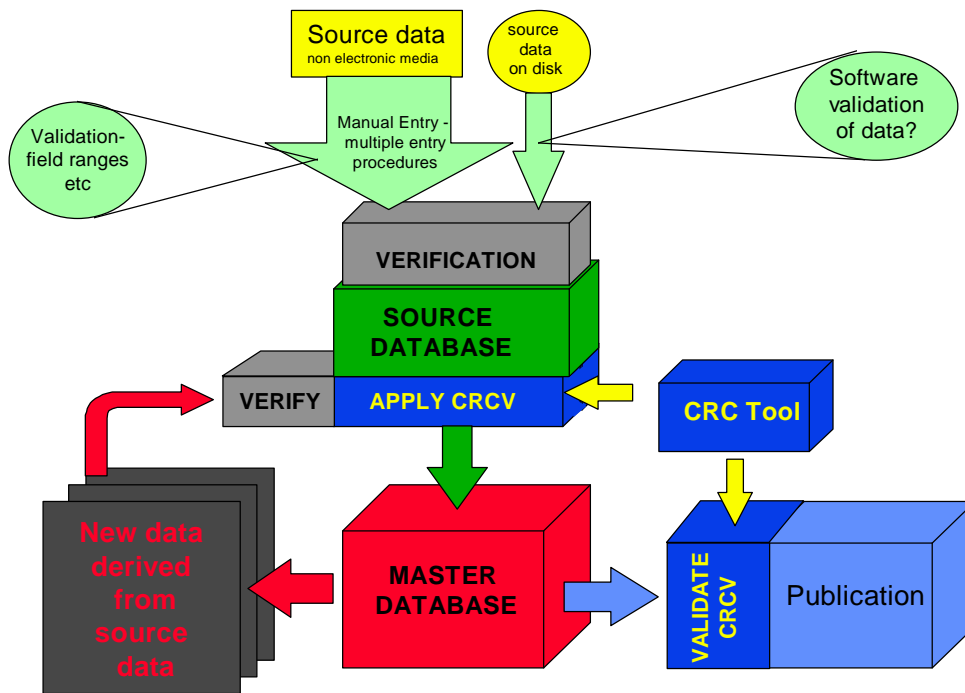 Source data
non electronic media
source
data
on disk
Software
validation
of data?
Validation-
field ranges
etc
Manual Entry -
multiple entry
procedures
VERIFICATION
SOURCE
DATABASE
VERIFY
APPLY CRCV
CRC Tool
New data
derived
from
source
data
MASTER
DATABASE
VALIDATE
CRCV
Publication